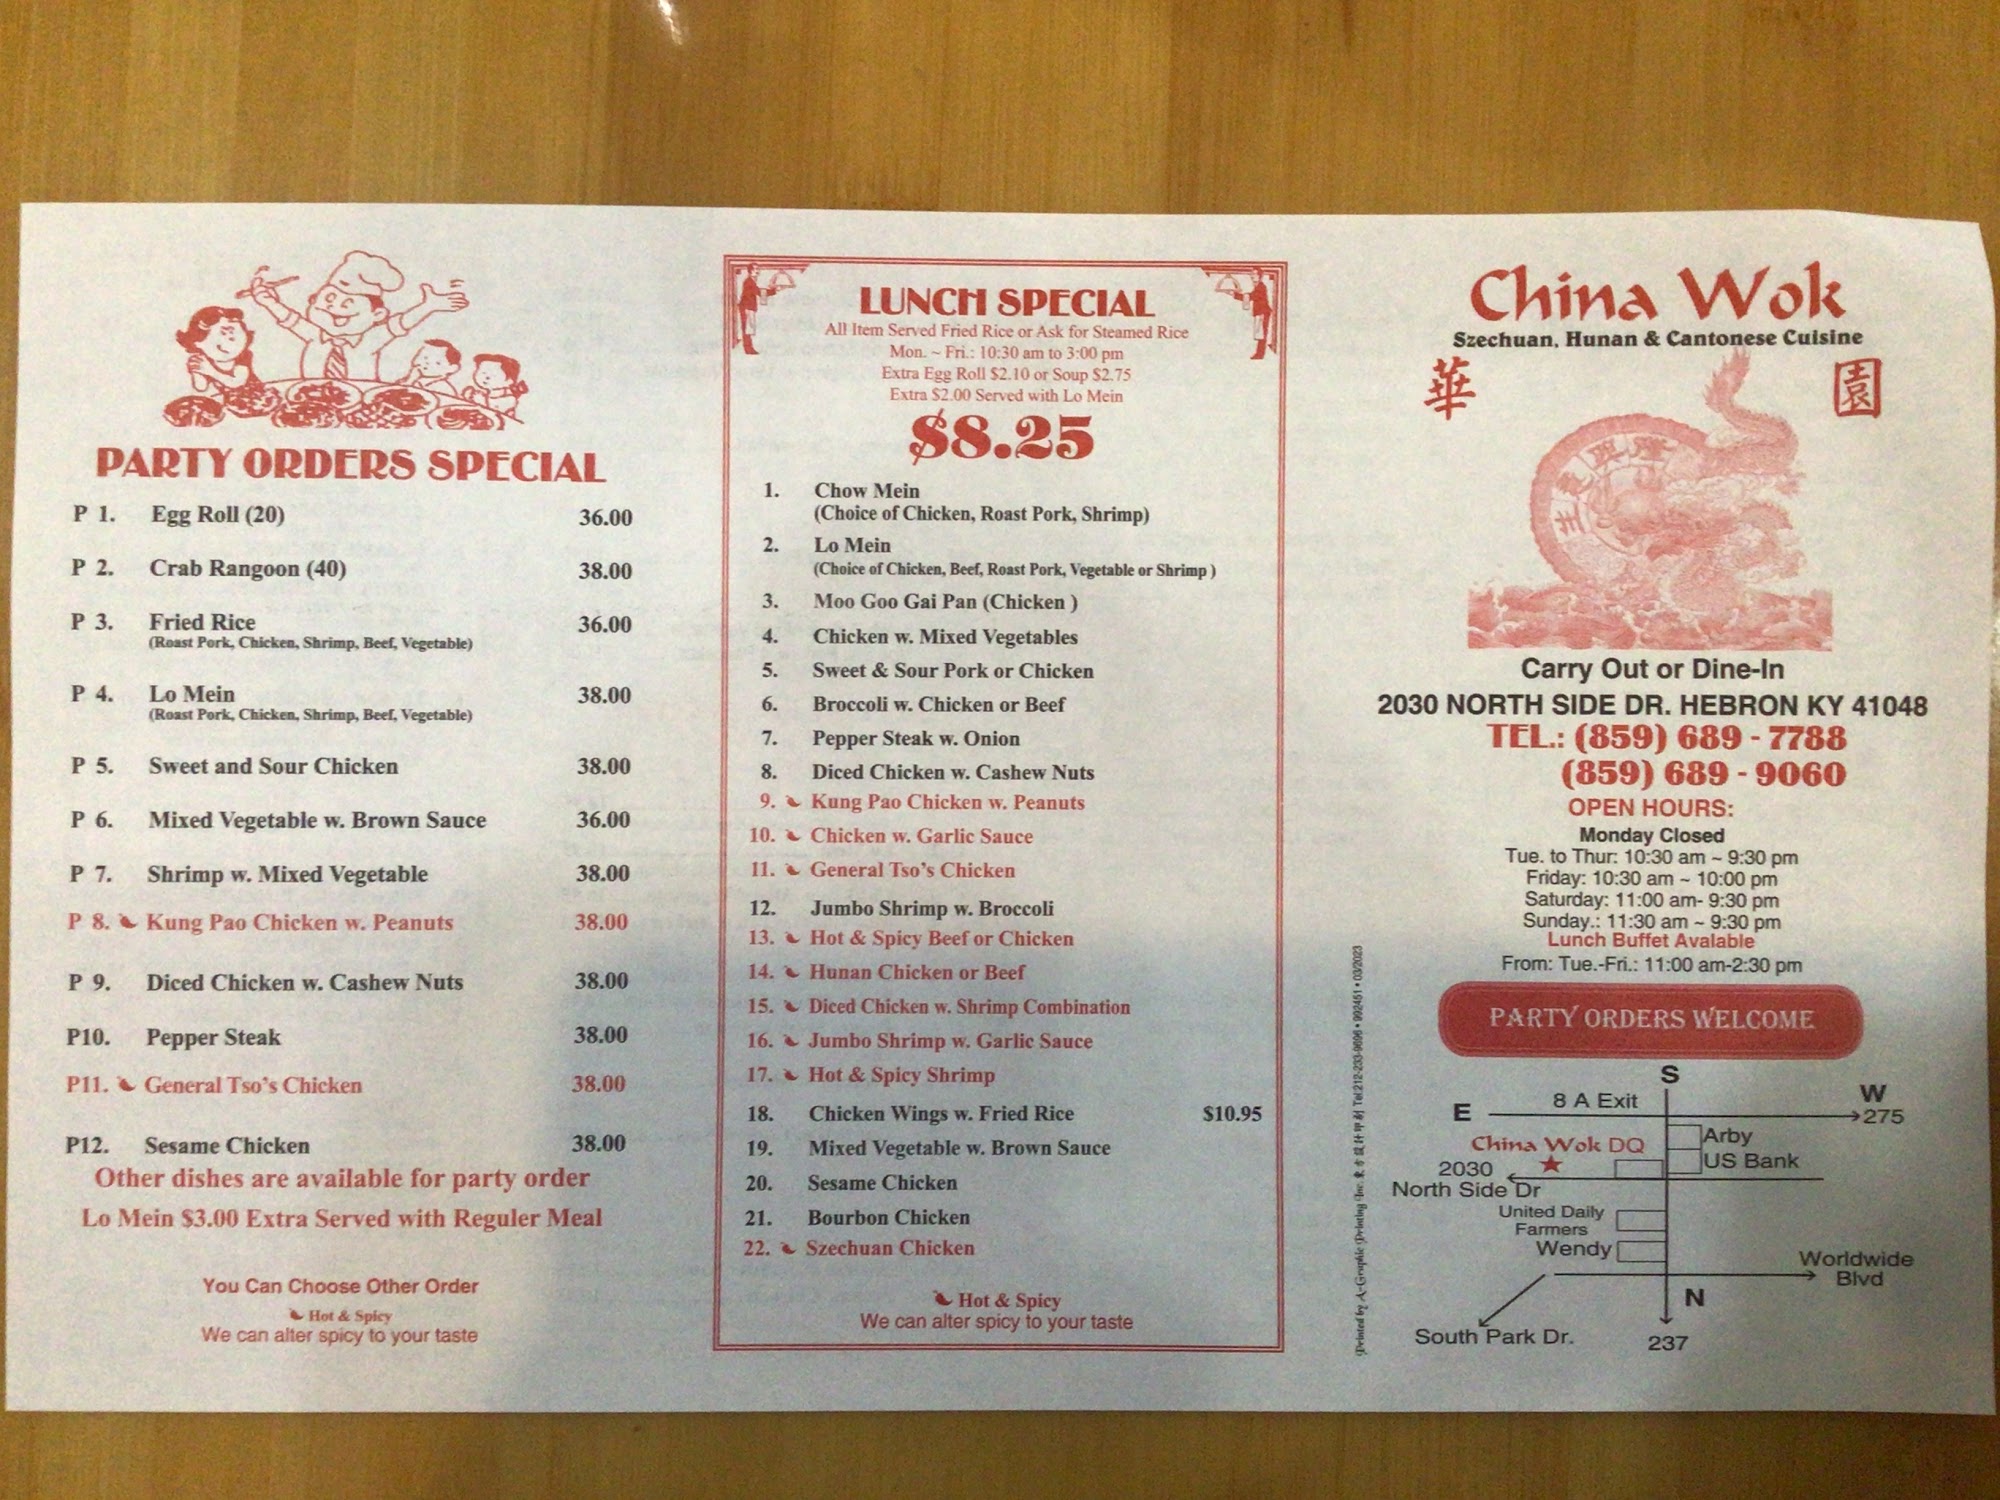 PARTY ORDERS SPECIAL
P 1. Egg Roll (20) 36.00
P 2. Crab Rangoon (40) 38.00
P 3. Fried Rice 36.00
(Roast Pork, Chicken, Shrimp, Beef, Vegetable)
P 4. Lo Mein 38.00
(Roast Pork, Chicken, Shrimp, Beef, Vegetable)
P 5. Sweet and Sour Chicken 38.00
P 6. Mixed Vegetable w. Brown Sauce 36.00
P 7. Shrimp w. Mixed Vegetable 38.00
P 8. Kung Pao Chicken w. Peanuts 38.00
P 9. Diced Chicken w. Cashew Nuts 38.00
P10. Pepper Steak 38.00
P11. General Tso's Chicken 38.00
P12. Sesame Chicken 38.00
Other dishes are available for party order
Lo Mein $3.00 Extra Served with Reguler Meal
You Can Choose Other Order
Hot & Spicy
We can alter spicy to your taste
LUNCH SPECIAL
All Item Served Fried Rice or Ask for Steamed Rice
Mon. ~ Fri.: 10:30 am to 3:00 pm
Extra Egg Roll $2.10 or Soup $2.75
Extra $2.00 Served with Lo Mein
$8.25
1. Chow Mein
(Choice of Chicken, Roast Pork, Shrimp)
2. Lo Mein
(Choice of Chicken, Beef, Roast Pork, Vegetable or Shrimp )
3. Moo Goo Gai Pan (Chicken )
4. Chicken w. Mixed Vegetables
5. Sweet & Sour Pork or Chicken
6. Broccoli w. Chicken or Beef
7. Pepper Steak w. Onion
8. Diced Chicken w. Cashew Nuts
9. Kung Pao Chicken w. Peanuts
10. Chicken w. Garlic Sauce
11. General Tso's Chicken
12. Jumbo Shrimp w. Broccoli
13. Hot & Spicy Beef or Chicken
14. Hunan Chicken or Beef
15. Diced Chicken w. Shrimp Combination
16. Jumbo Shrimp w. Garlic Sauce
17. Hot & Spicy Shrimp
18. Chicken Wings w. Fried Rice $10.95
19. Mixed Vegetable w. Brown Sauce
20. Sesame Chicken
21. Bourbon Chicken
22. Szechuan Chicken
Hot & Spicy
We can alter spicy to your taste
Printed by A-Graphic Printing Inc. Tel:212-233-9696 • 992451 • 03/2023
China Wok
Szechuan, Hunan & Cantonese Cuisine
華 園
Carry Out or Dine-In
2030 NORTH SIDE DR. HEBRON KY 41048
TEL.: (859) 689 - 7788
(859) 689 - 9060
OPEN HOURS:
Monday Closed
Tue. to Thur: 10:30 am ~ 9:30 pm
Friday: 10:30 am ~ 10:00 pm
Saturday: 11:00 am- 9:30 pm
Sunday.: 11:30 am ~ 9:30 pm
Lunch Buffet Avalable
From: Tue.-Fri.: 11:00 am-2:30 pm
PARTY ORDERS WELCOME
S
E 8 A Exit W
275
China Wok DQ Arby
2030 US Bank
North Side Dr
United Daily
Farmers
Wendy
Worldwide
Blvd
N
South Park Dr. 237